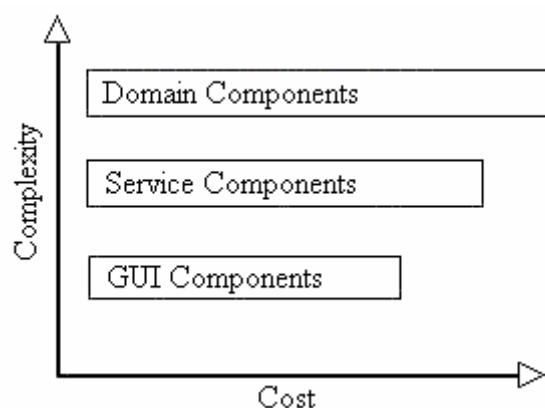 Domain Components
Service Components
GUI Components
Complexity
Cost